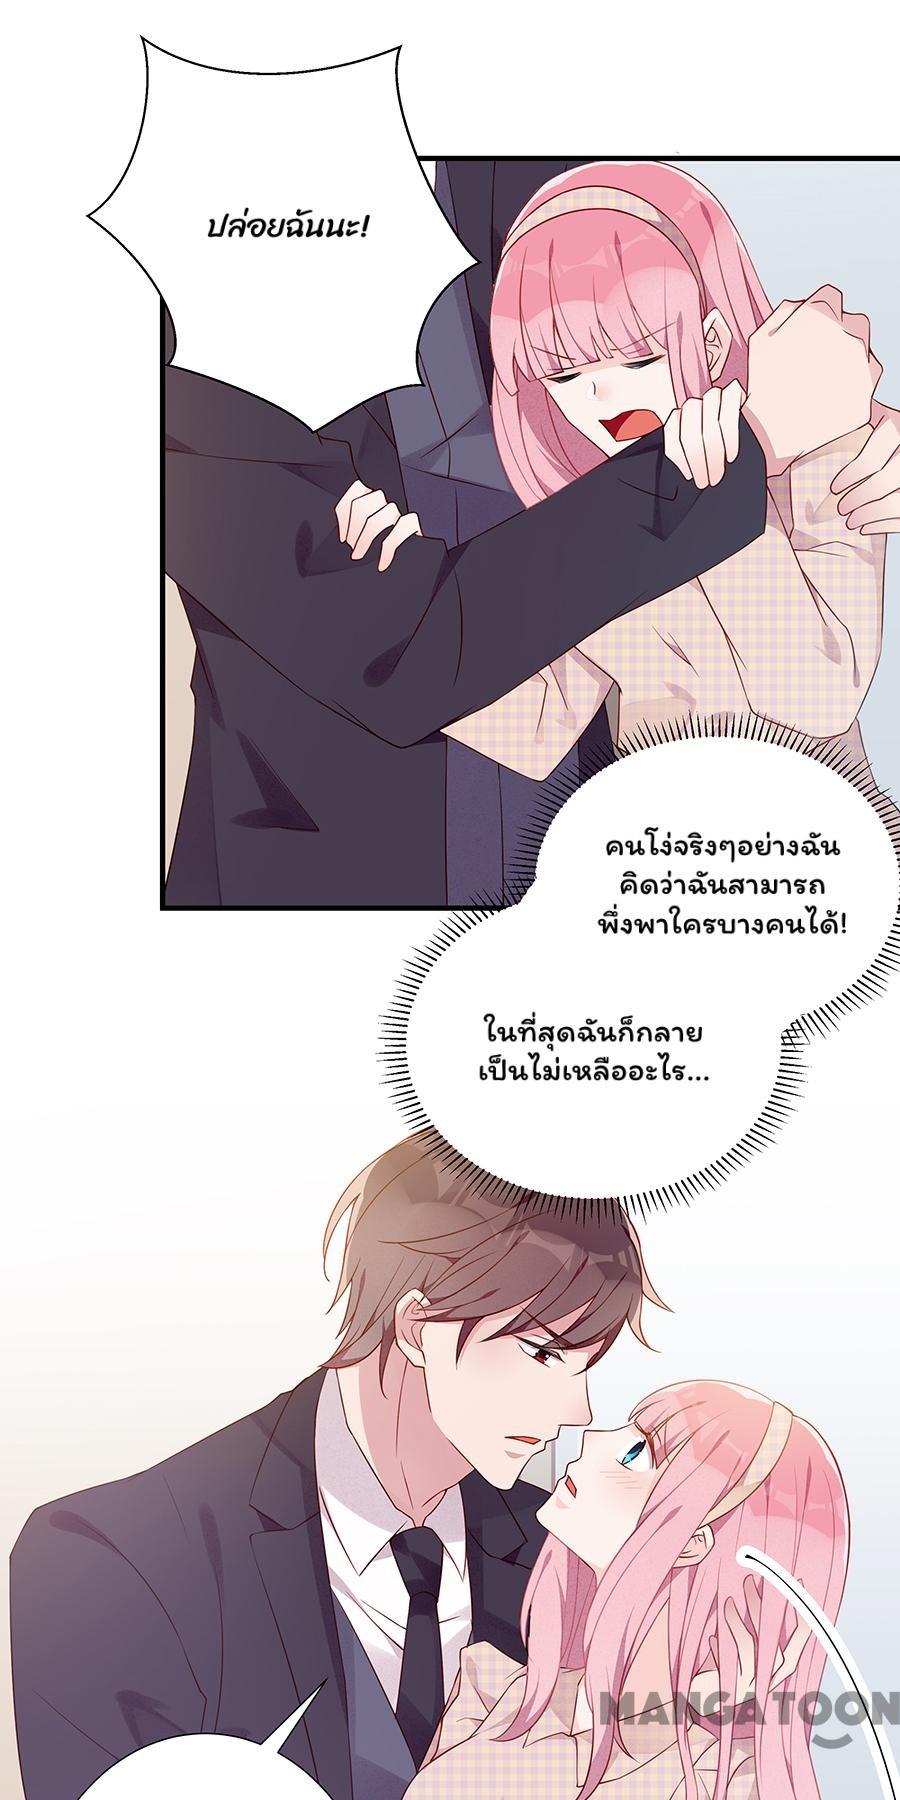 ปล่อยฉันนะ!
คนโง่จริงๆอย่างฉัน
คิดว่าฉันสามารถ
พึ่งพาใครบางคนได้!
ในที่สุดฉันก็กลาย
เป็นไม่เหลืออะไร...
MANGATOON